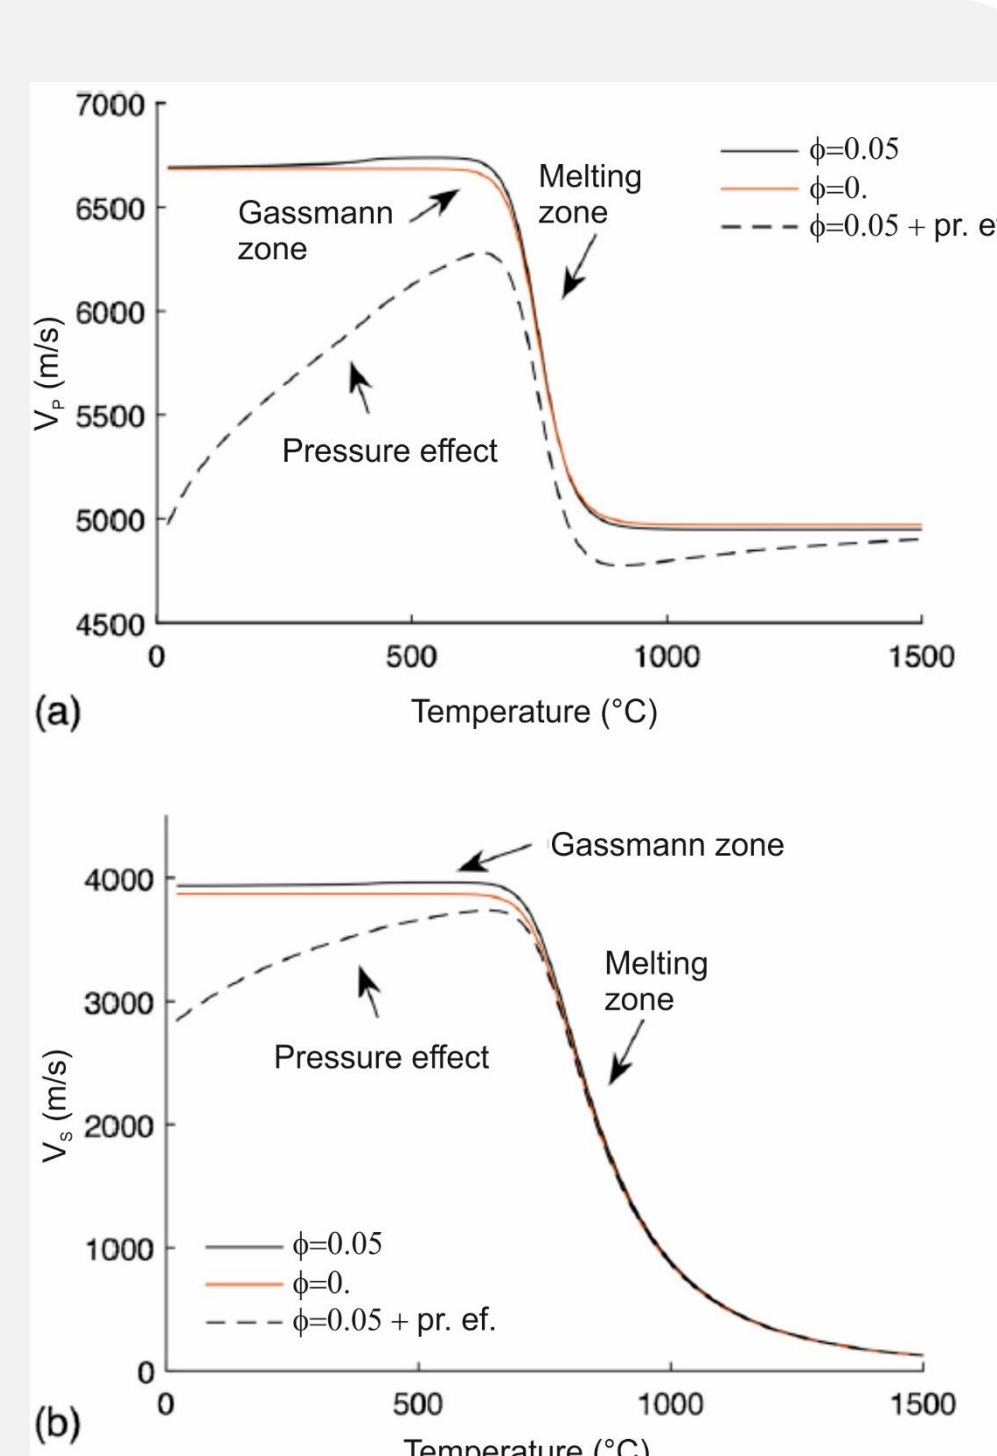 7000
6500
6000
5500
5000
4500
V_P (m/s)
Gassmann
zone
Melting
zone
Pressure effect
ϕ=0.05
ϕ=0.
ϕ=0.05 + pr.
0 500 1000 1500
(a)
Temperature (°C)
4000
3000
2000
1000
0
V_S (m/s)
Gassmann zone
Melting
zone
Pressure effect
ϕ=0.05
ϕ=0.
ϕ=0.05 + pr. ef.
0 500 1000 1500
(b)
Temperature (°C)